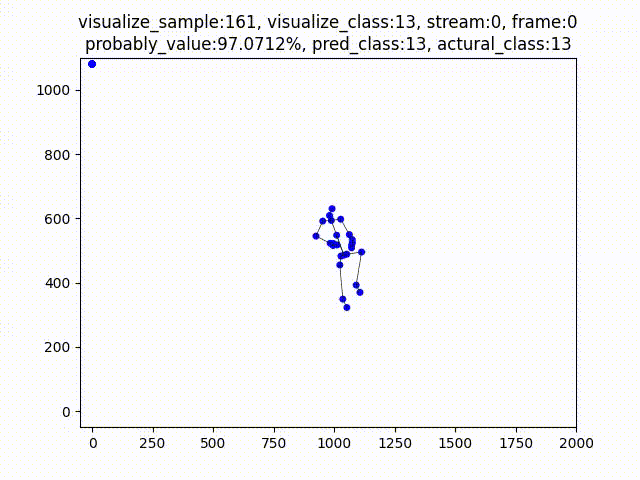 visualize_sample:161, visualize_class:13, stream:0, frame:0
probably_value:97.0712%, pred_class:13, actural_class:13
1000
800
600
400
200
0
0 250 500 750 1000 1250 1500 1750 2000